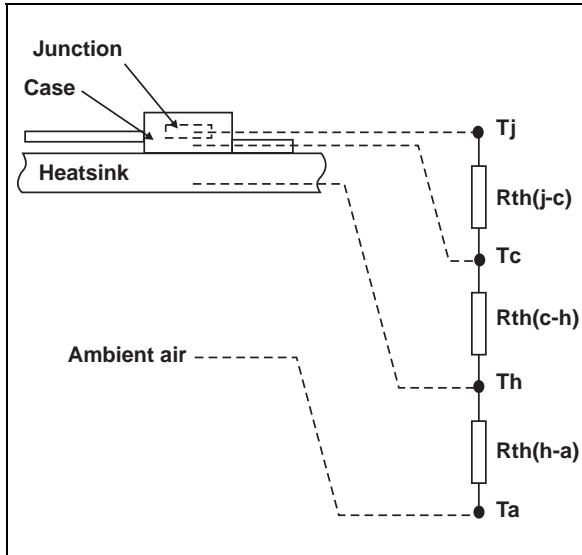 Junction
Case
Heatsink
Ambient air
Tj
Rth(j-c)
Tc
Rth(c-h)
Th
Rth(h-a)
Ta